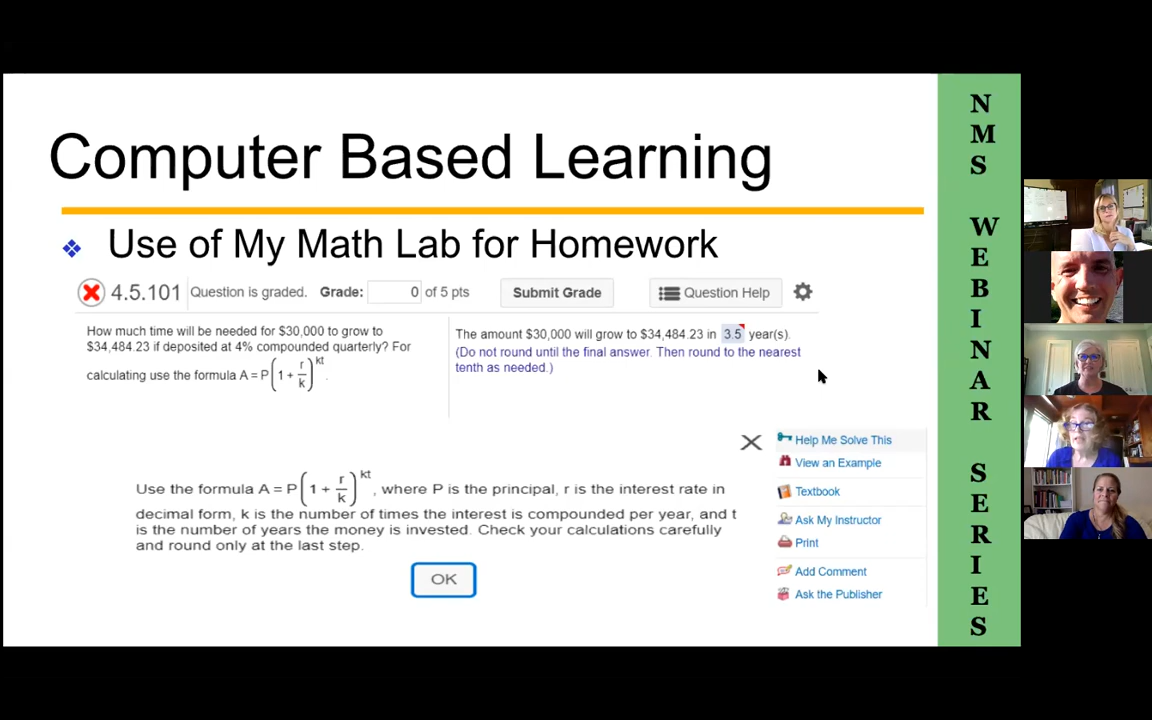 Computer Based Learning
Use of My Math Lab for Homework
4.5.101 Question is graded. Grade: 0 of 5 pts Submit Grade Question Help
How much time will be needed for $30,000 to grow to
$34,484.23 if deposited at 4% compounded quarterly? For
calculating use the formula A = P(1 + r/k)^kt.
The amount $30,000 will grow to $34,484.23 in 3.5 year(s).
(Do not round until the final answer. Then round to the nearest
tenth as needed.)
Use the formula A = P(1 + r/k)^kt, where P is the principal, r is the interest rate in
decimal form, k is the number of times the interest is compounded per year, and t
is the number of years the money is invested. Check your calculations carefully
and round only at the last step.
OK
Help Me Solve This
View an Example
Textbook
Ask My Instructor
Print
Add Comment
Ask the Publisher
NMS WEBINAR SERIES